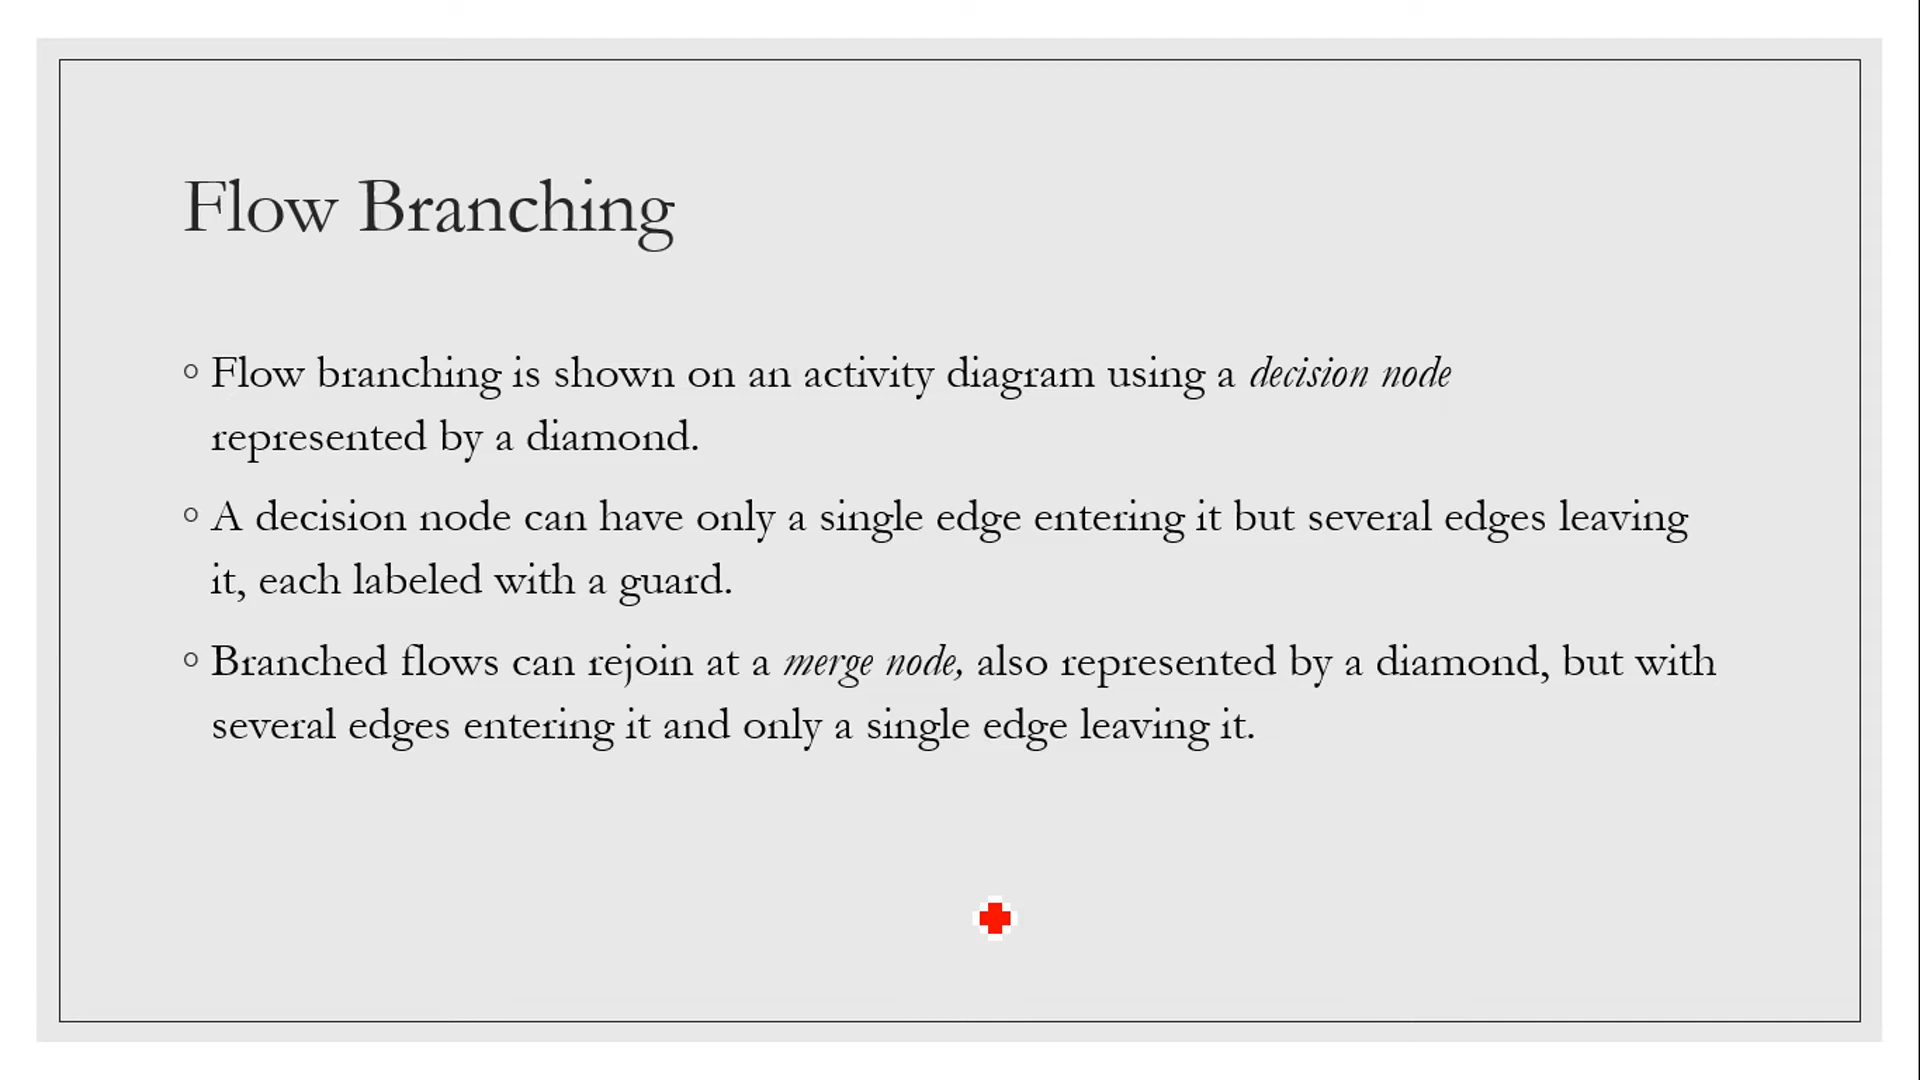 Flow Branching
◦ Flow branching is shown on an activity diagram using a decision node
represented by a diamond.
◦ A decision node can have only a single edge entering it but several edges leaving
it, each labeled with a guard.
◦ Branched flows can rejoin at a merge node, also represented by a diamond, but with
several edges entering it and only a single edge leaving it.